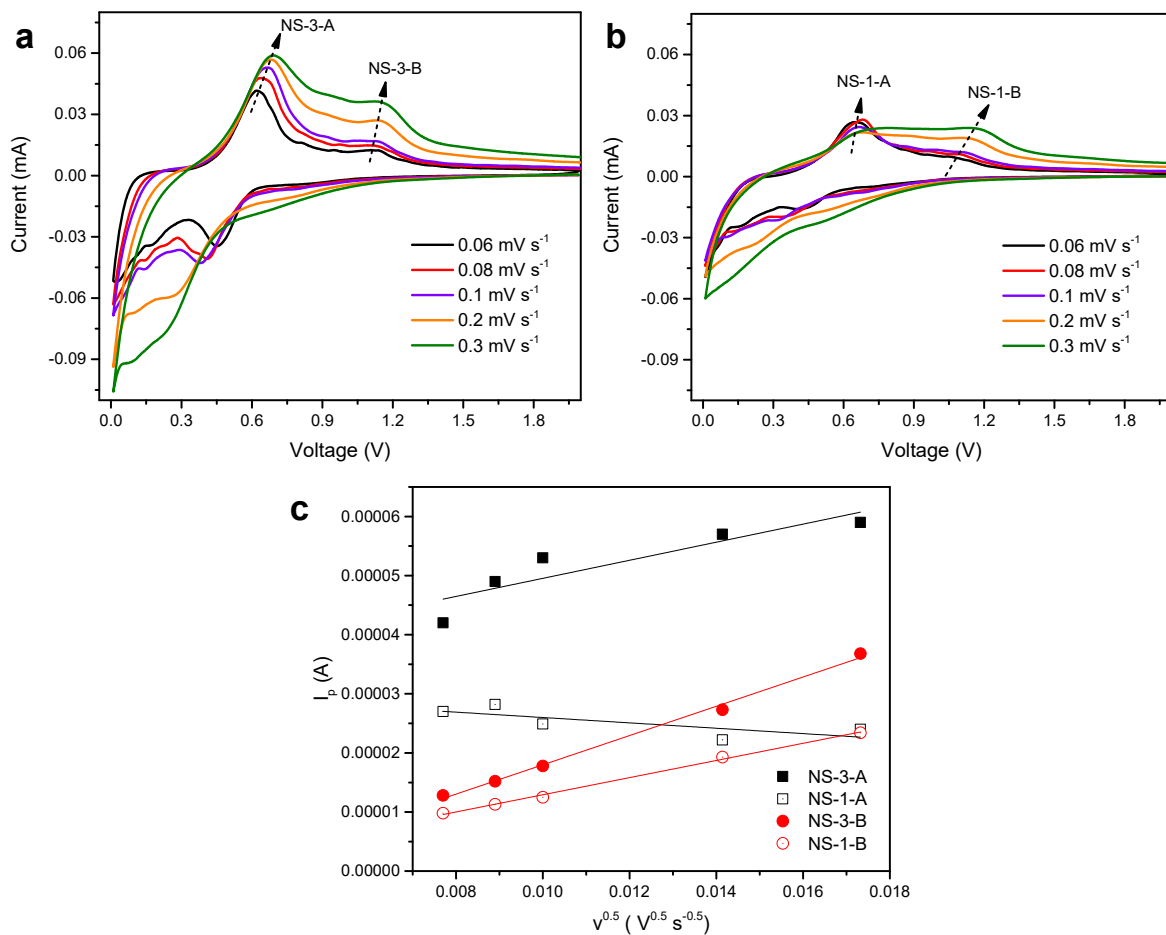 a
NS-3-A
NS-3-B
0.06
0.03
0.00
-0.03
-0.06
-0.09
Current (mA)
0.06 mV s⁻¹
0.08 mV s⁻¹
0.1 mV s⁻¹
0.2 mV s⁻¹
0.3 mV s⁻¹
0.0 0.3 0.6 0.9 1.2 1.5 1.8
Voltage (V)
b
NS-1-A
NS-1-B
0.06
0.03
0.00
-0.03
-0.06
-0.09
Current (mA)
0.06 mV s⁻¹
0.08 mV s⁻¹
0.1 mV s⁻¹
0.2 mV s⁻¹
0.3 mV s⁻¹
0.0 0.3 0.6 0.9 1.2 1.5 1.8
Voltage (V)
c
0.00006
0.00005
0.00004
0.00003
0.00002
0.00001
0.00000
I_p (A)
NS-3-A
NS-1-A
NS-3-B
NS-1-B
0.008 0.010 0.012 0.014 0.016 0.018
v^0.5 ( V^0.5 s^-0.5)